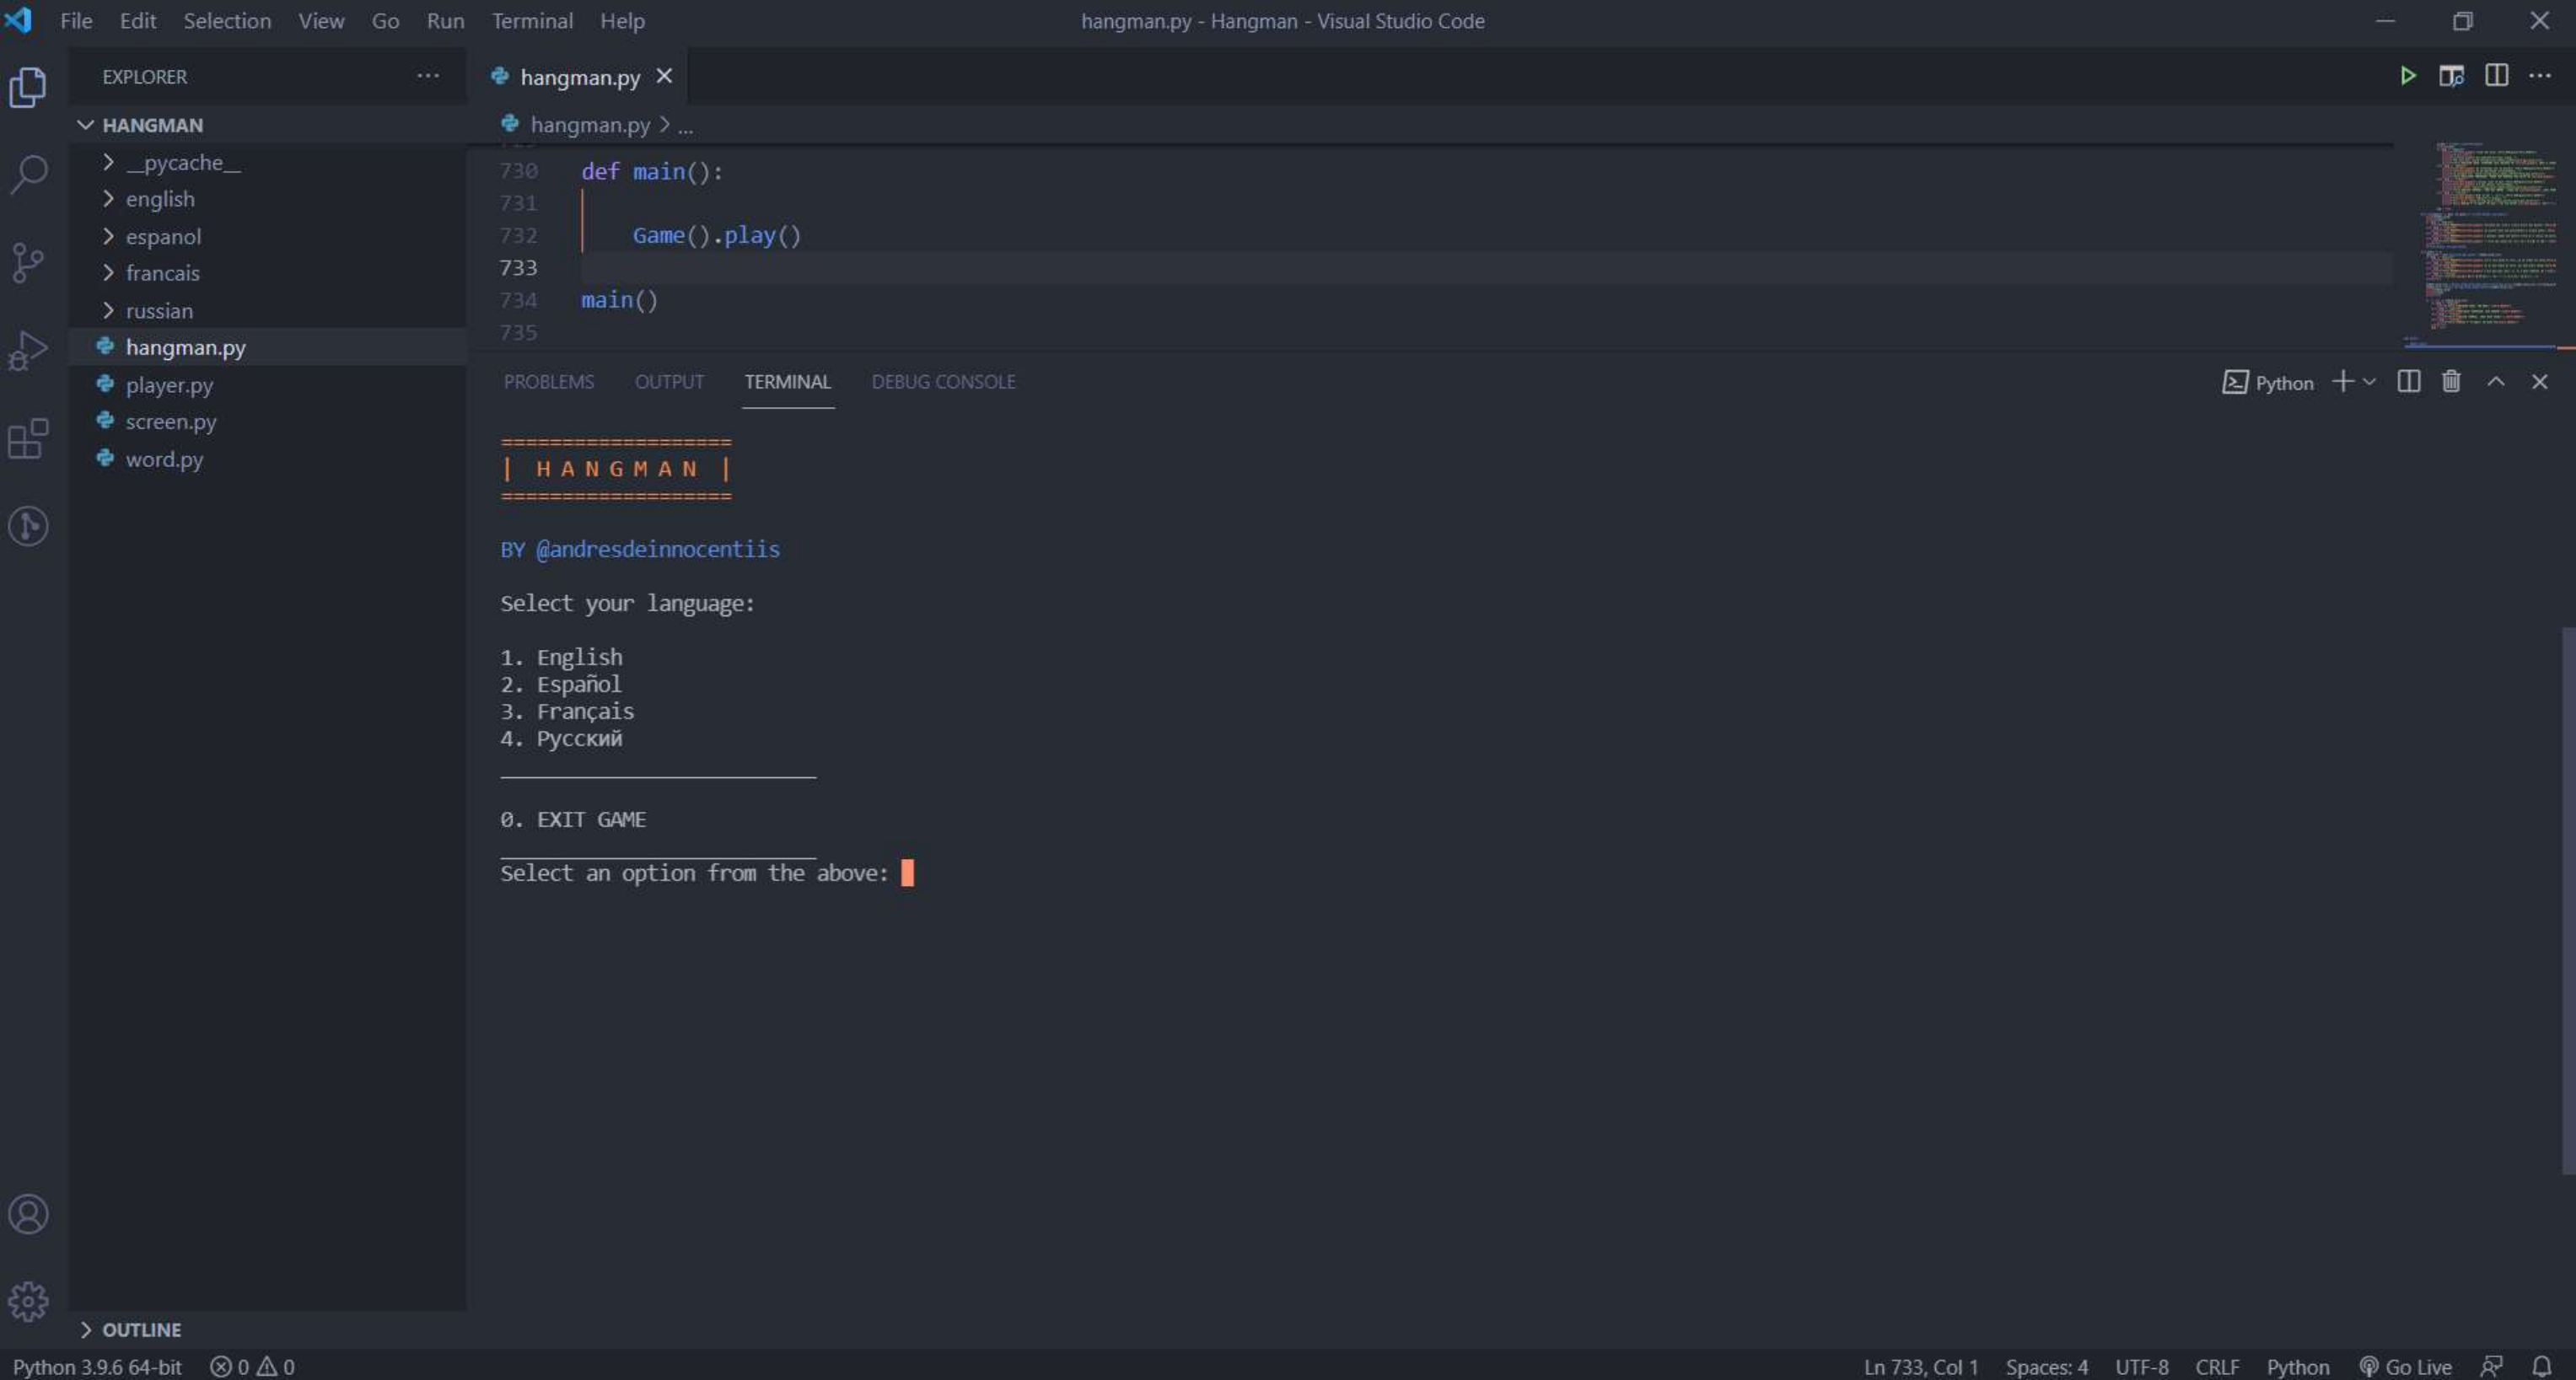 File Edit Selection View Go Run Terminal Help
hangman.py - Hangman - Visual Studio Code
EXPLORER
HANGMAN
__pycache__
english
espanol
francais
russian
hangman.py
player.py
screen.py
word.py
OUTLINE
hangman.py
hangman.py > ...
730 def main():
731
732 Game().play()
733
734 main()
735
PROBLEMS OUTPUT TERMINAL DEBUG CONSOLE
Python
===================
| H A N G M A N |
===================
BY @andresdeinnocentiis
Select your language:
1. English
2. Español
3. Français
4. Русский
__________________________
0. EXIT GAME
__________________________
Select an option from the above:
Python 3.9.6 64-bit 0 0
Ln 733, Col 1 Spaces: 4 UTF-8 CRLF Python Go Live